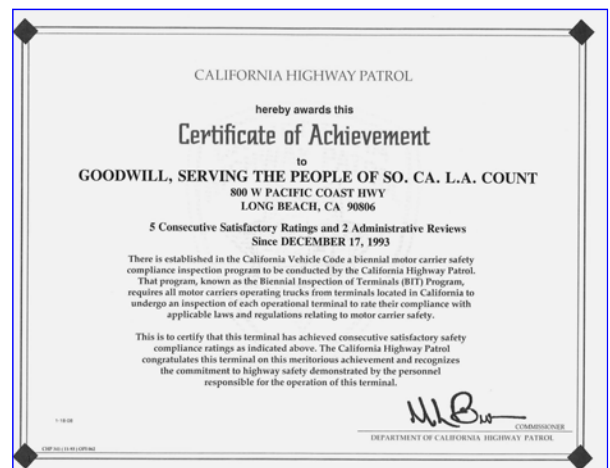 CALIFORNIA HIGHWAY PATROL
hereby awards this
Certificate of Achievement
to
GOODWILL, SERVING THE PEOPLE OF SO. CA. L.A. COUNT
800 W PACIFIC COAST HWY
LONG BEACH, CA 90806
5 Consecutive Satisfactory Ratings and 2 Administrative Reviews
Since DECEMBER 17, 1993
There is established in the California Vehicle Code a biennial motor carrier safety
compliance inspection program to be conducted by the California Highway Patrol.
That program, known as the Biennial Inspection of Terminals (BIT) Program,
requires all motor carriers operating trucks from terminals located in California to
undergo an inspection of each operational terminal to rate their compliance with
applicable laws and regulations relating to motor carrier safety.
This is to certify that this terminal has achieved consecutive satisfactory safety
compliance ratings as indicated above. The California Highway Patrol
congratulates this terminal on this meritorious achievement and recognizes
the commitment to highway safety demonstrated by the personnel
responsible for the operation of this terminal.
COMMISSIONER
DEPARTMENT OF CALIFORNIA HIGHWAY PATROL